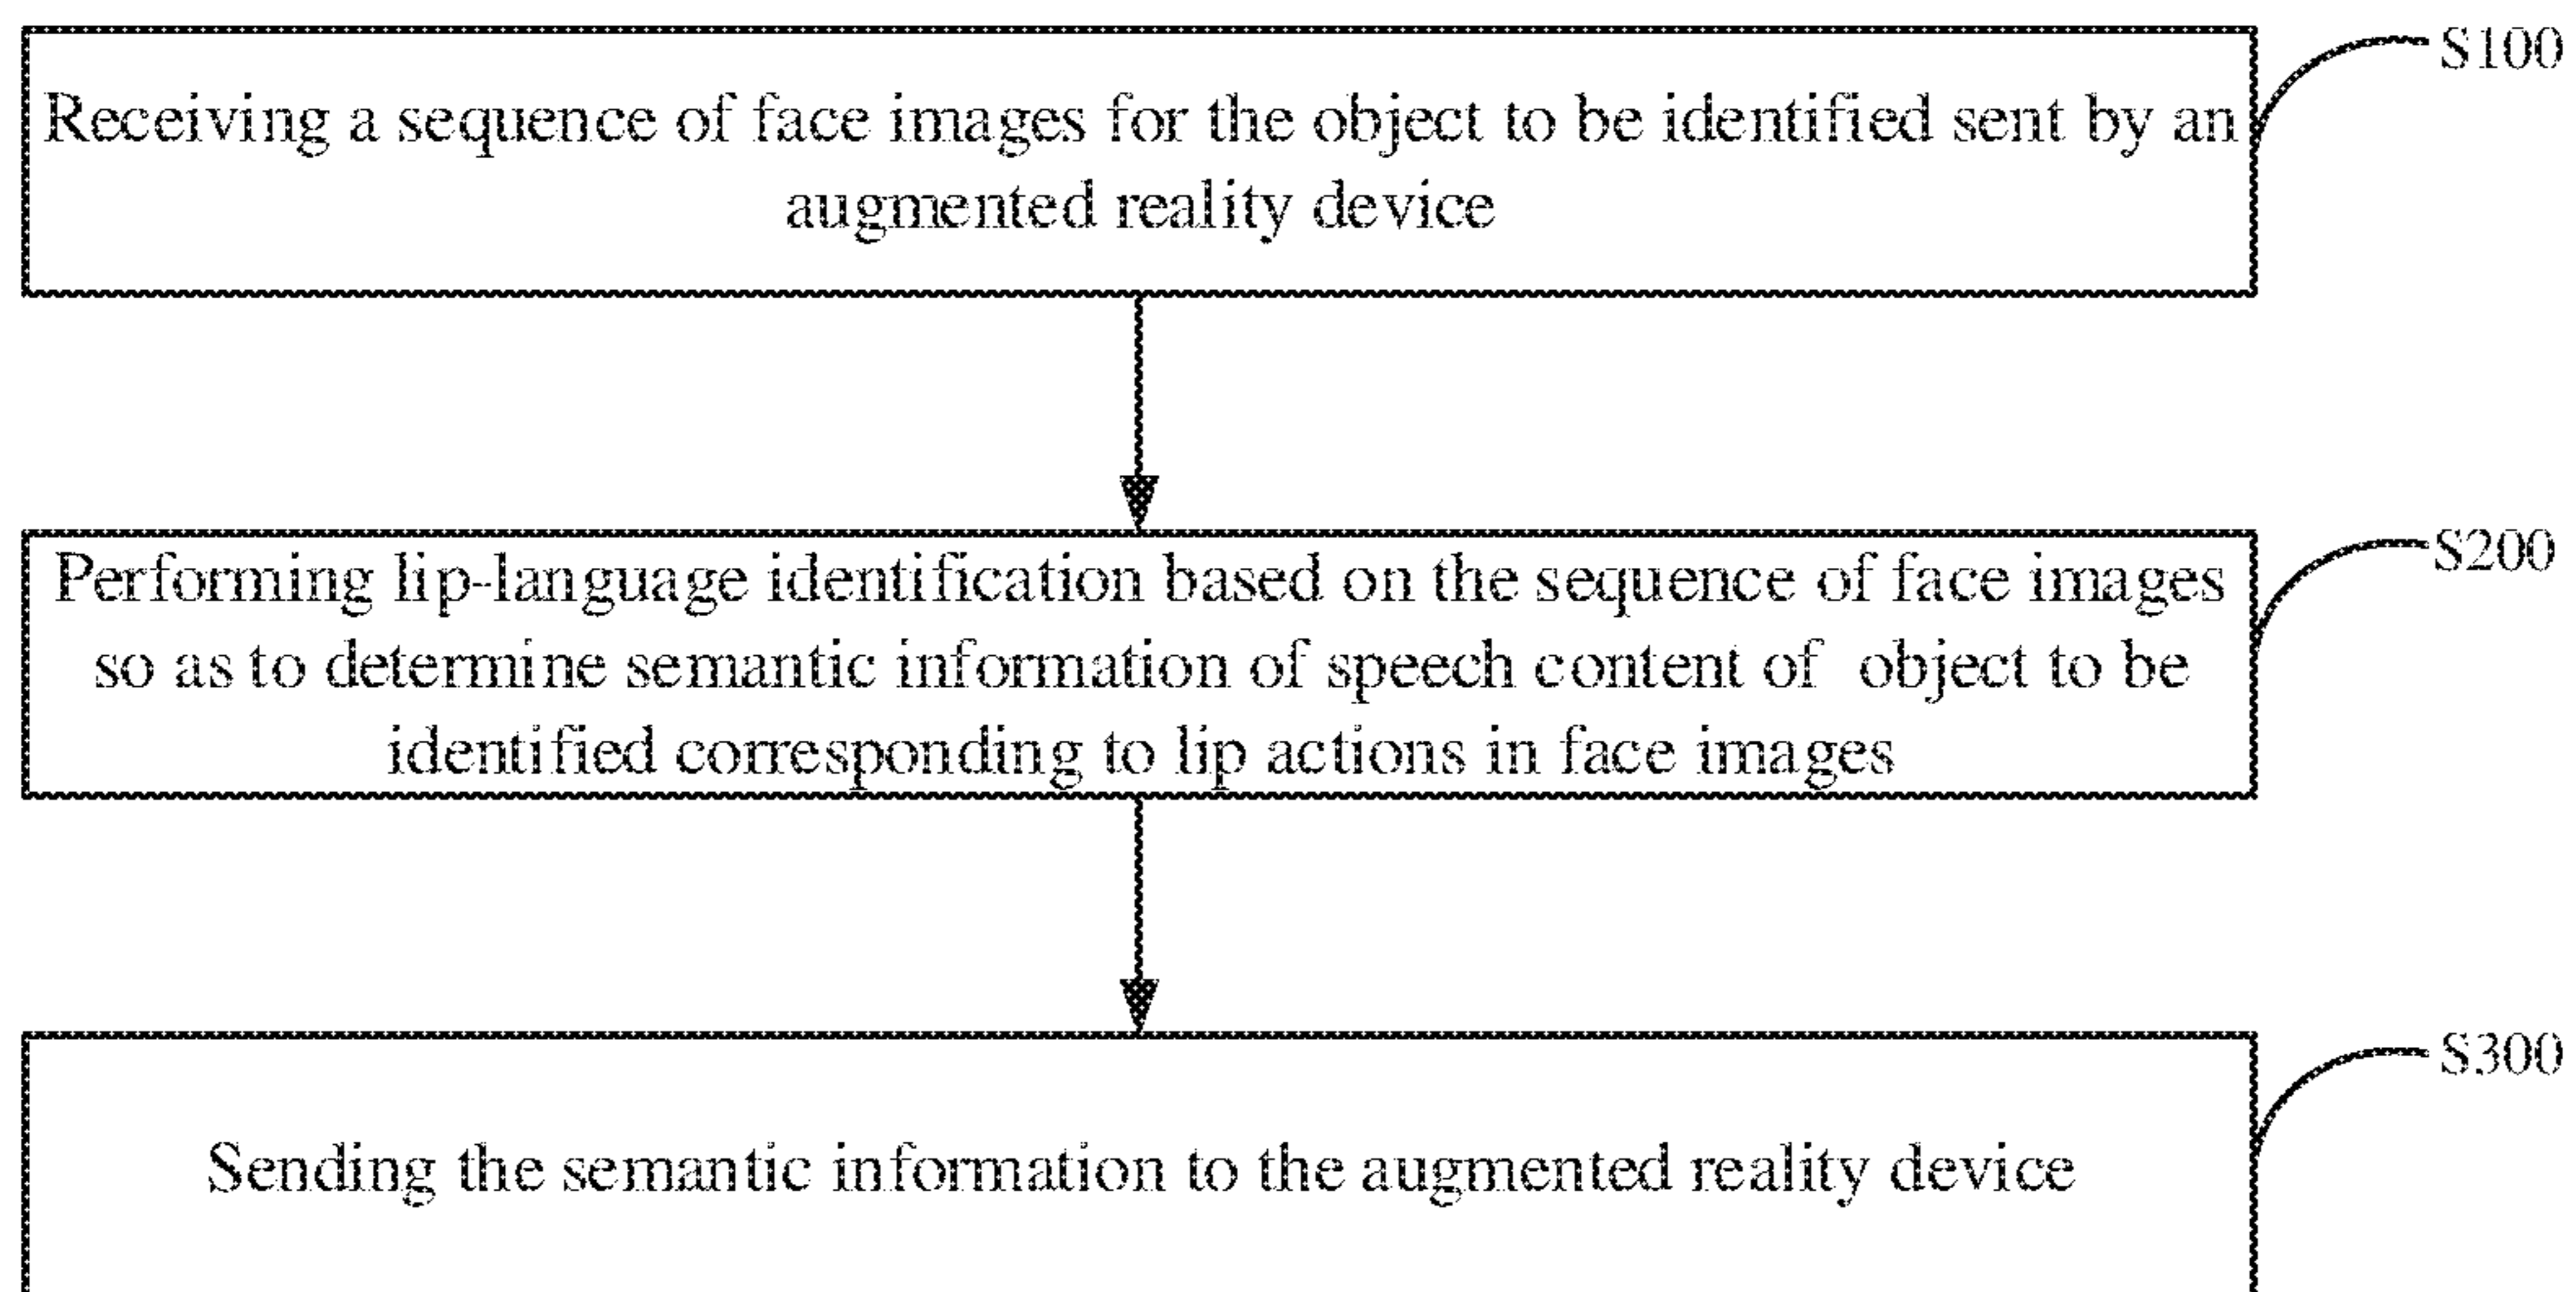 Receiving a sequence of face images for the object to be identified sent by an
augmented reality device
S100
Performing lip-language identification based on the sequence of face images
so as to determine semantic information of speech content of object to be
identified corresponding to lip actions in face images
S200
Sending the semantic information to the augmented reality device
S300